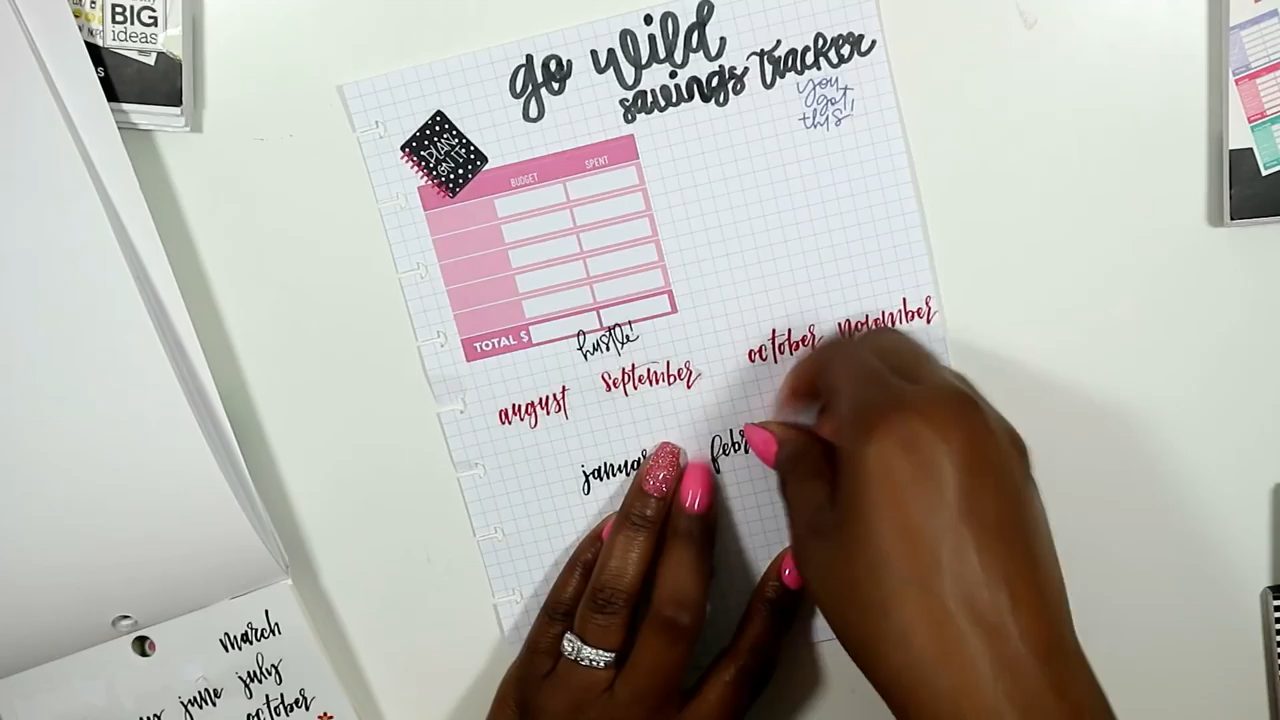 BIG
ideas
go wild
savings tracker
you
got
this!
PLAN
ON IT
BUDGET SPENT
TOTAL $
hustle!
august september october november
january
march
june july
october